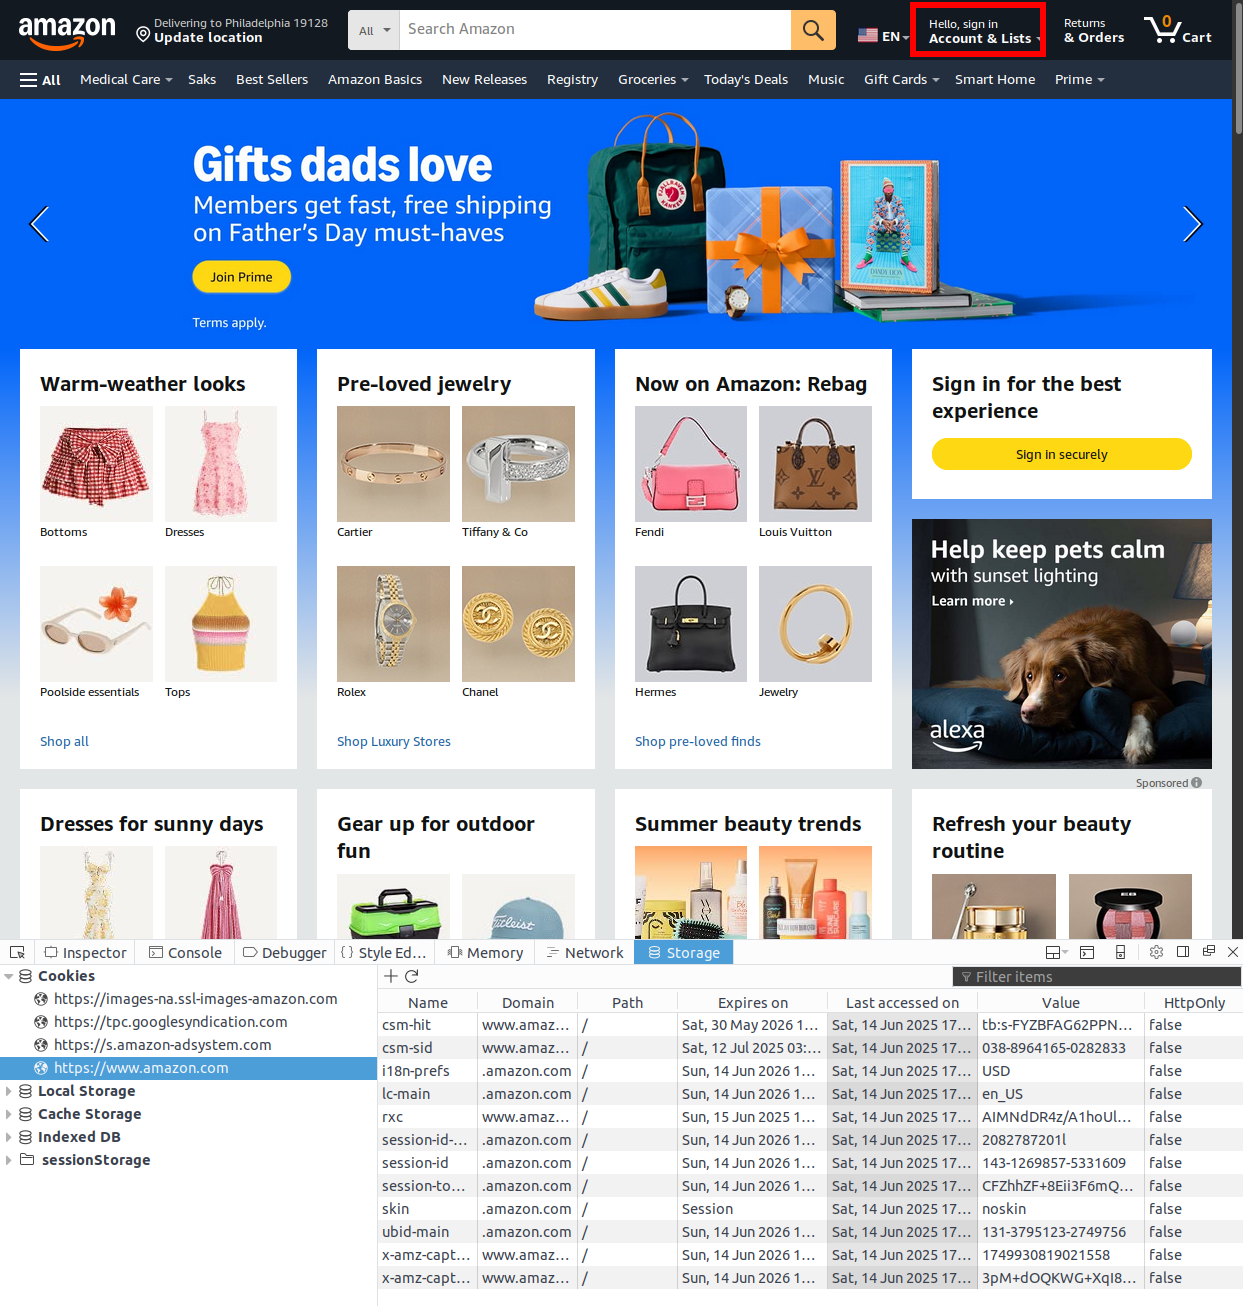 amazon
Delivering to Philadelphia 19128
Update location
All
Search Amazon
EN
Hello, sign in
Account & Lists
Returns
& Orders
0
Cart
All
Medical Care
Saks
Best Sellers
Amazon Basics
New Releases
Registry
Groceries
Today's Deals
Music
Gift Cards
Smart Home
Prime
Gifts dads love
Members get fast, free shipping
on Father's Day must-haves
Join Prime
Terms apply.
Warm-weather looks
Bottoms
Dresses
Poolside essentials
Tops
Shop all
Pre-loved jewelry
Cartier
Tiffany & Co
Rolex
Chanel
Shop Luxury Stores
Now on Amazon: Rebag
Fendi
Louis Vuitton
Hermes
Jewelry
Shop pre-loved finds
Sign in for the best
experience
Sign in securely
Help keep pets calm
with sunset lighting
Learn more
alexa
Sponsored
Dresses for sunny days
Gear up for outdoor
fun
Titleist
Summer beauty trends
Refresh your beauty
routine
Inspector
Console
Debugger
Style Ed…
Memory
Network
Storage
Cookies
https://images-na.ssl-images-amazon.com
https://tpc.googlesyndication.com
https://s.amazon-adsystem.com
https://www.amazon.com
Local Storage
Cache Storage
Indexed DB
sessionStorage
Filter items
Name Domain Path Expires on Last accessed on Value HttpOnly
csm-hit www.amaz… / Sat, 30 May 2026 1… Sat, 14 Jun 2025 17… tb:s-FYZBFAG62PPN… false
csm-sid www.amaz… / Sat, 12 Jul 2025 03:… Sat, 14 Jun 2025 17… 038-8964165-0282833 false
i18n-prefs .amazon.com / Sun, 14 Jun 2026 1… Sat, 14 Jun 2025 17… USD false
lc-main .amazon.com / Sun, 14 Jun 2026 1… Sat, 14 Jun 2025 17… en_US false
rxc www.amaz… / Sun, 15 Jun 2025 1… Sat, 14 Jun 2025 17… AIMNdDR4z/A1hoUl… false
session-id-… .amazon.com / Sun, 14 Jun 2026 1… Sat, 14 Jun 2025 17… 2082787201l false
session-id .amazon.com / Sun, 14 Jun 2026 1… Sat, 14 Jun 2025 17… 143-1269857-5331609 false
session-to… .amazon.com / Sun, 14 Jun 2026 1… Sat, 14 Jun 2025 17… CFZhhZF+8Eii3F6mQ… false
skin .amazon.com / Session Sat, 14 Jun 2025 17… noskin false
ubid-main .amazon.com / Sun, 14 Jun 2026 1… Sat, 14 Jun 2025 17… 131-3795123-2749756 false
x-amz-capt… www.amaz… / Sun, 14 Jun 2026 1… Sat, 14 Jun 2025 17… 1749930819021558 false
x-amz-capt… www.amaz… / Sun, 14 Jun 2026 1… Sat, 14 Jun 2025 17… 3pM+dOQKWG+XqI8… false